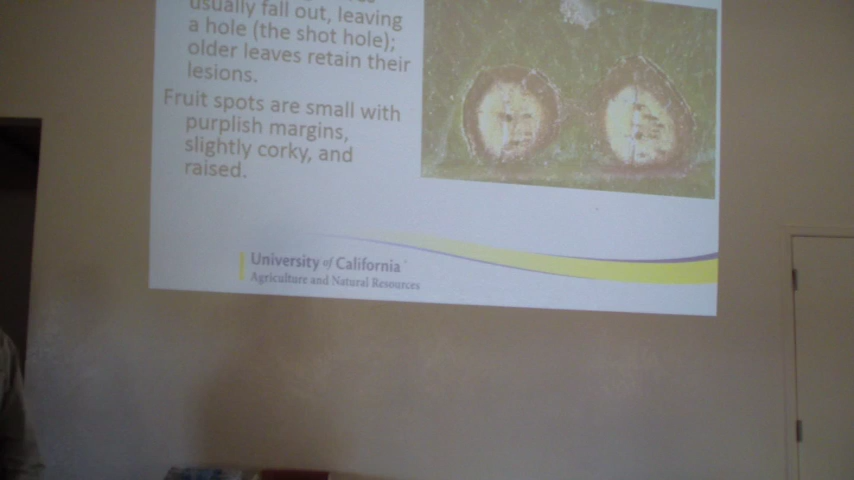 usually fall out, leaving
a hole (the shot hole);
older leaves retain their
lesions.
Fruit spots are small with
purplish margins,
slightly corky, and
raised.
University of California
Agriculture and Natural Resources